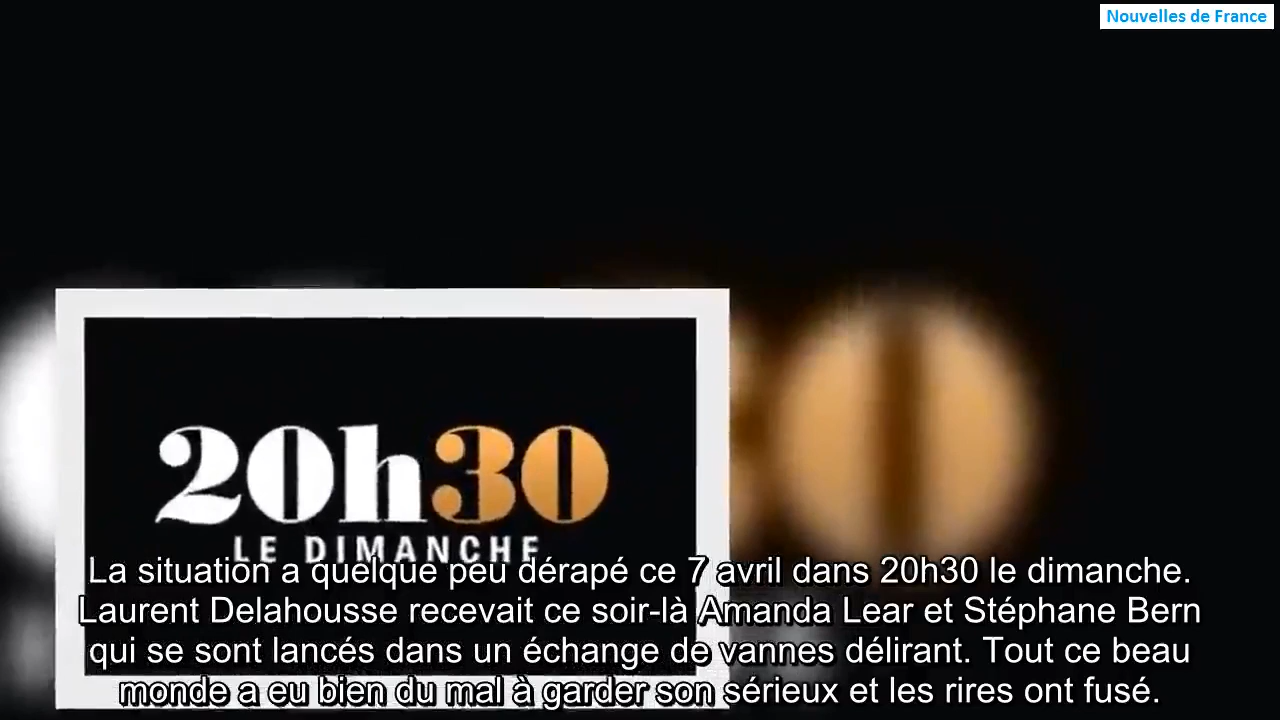 Nouvelles de France
20h30
LE DIMANCHE
La situation a quelque peu dérapé ce 7 avril dans 20h30 le dimanche.
Laurent Delahousse recevait ce soir-là Amanda Lear et Stéphane Bern
qui se sont lancés dans un échange de vannes délirant. Tout ce beau
monde a eu bien du mal à garder son sérieux et les rires ont fusé.